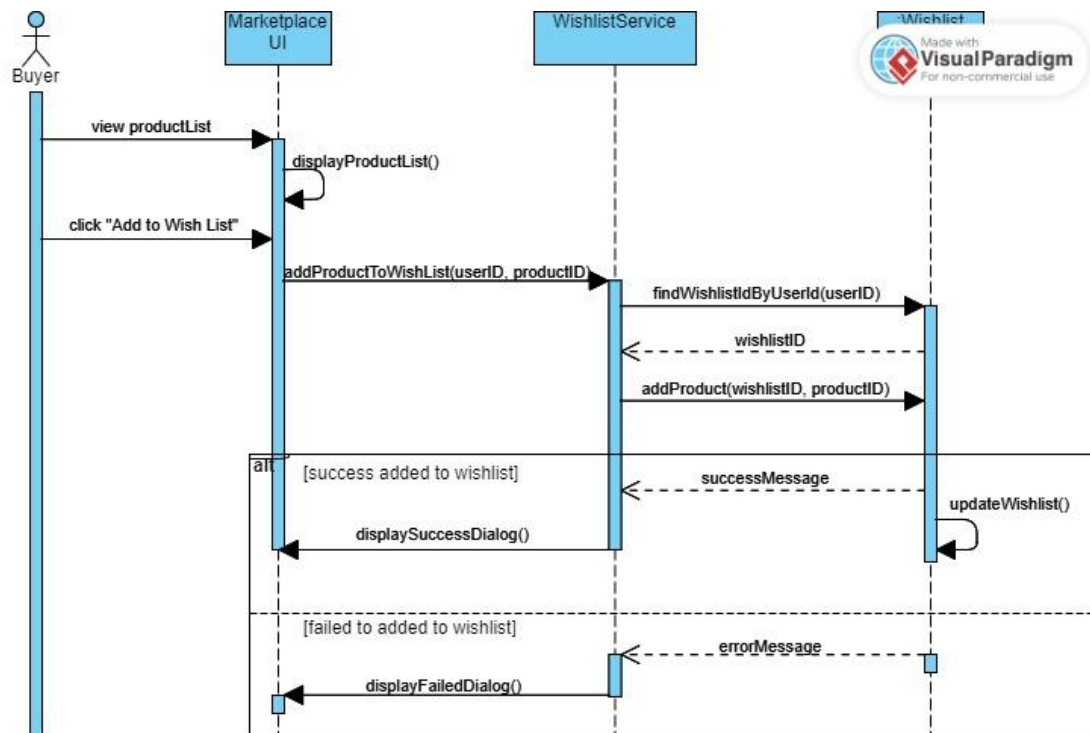 Marketplace
UI
WishlistService
:Wishlist
Made with
VisualParadigm
For non-commercial use
Buyer
view productList
displayProductList()
click "Add to Wish List"
addProductToWishList(userID, productID)
findWishlistIdByUserId(userID)
wishlistID
addProduct(wishlistID, productID)
alt
[success added to wishlist]
successMessage
updateWishlist()
displaySuccessDialog()
[failed to added to wishlist]
errorMessage
displayFailedDialog()